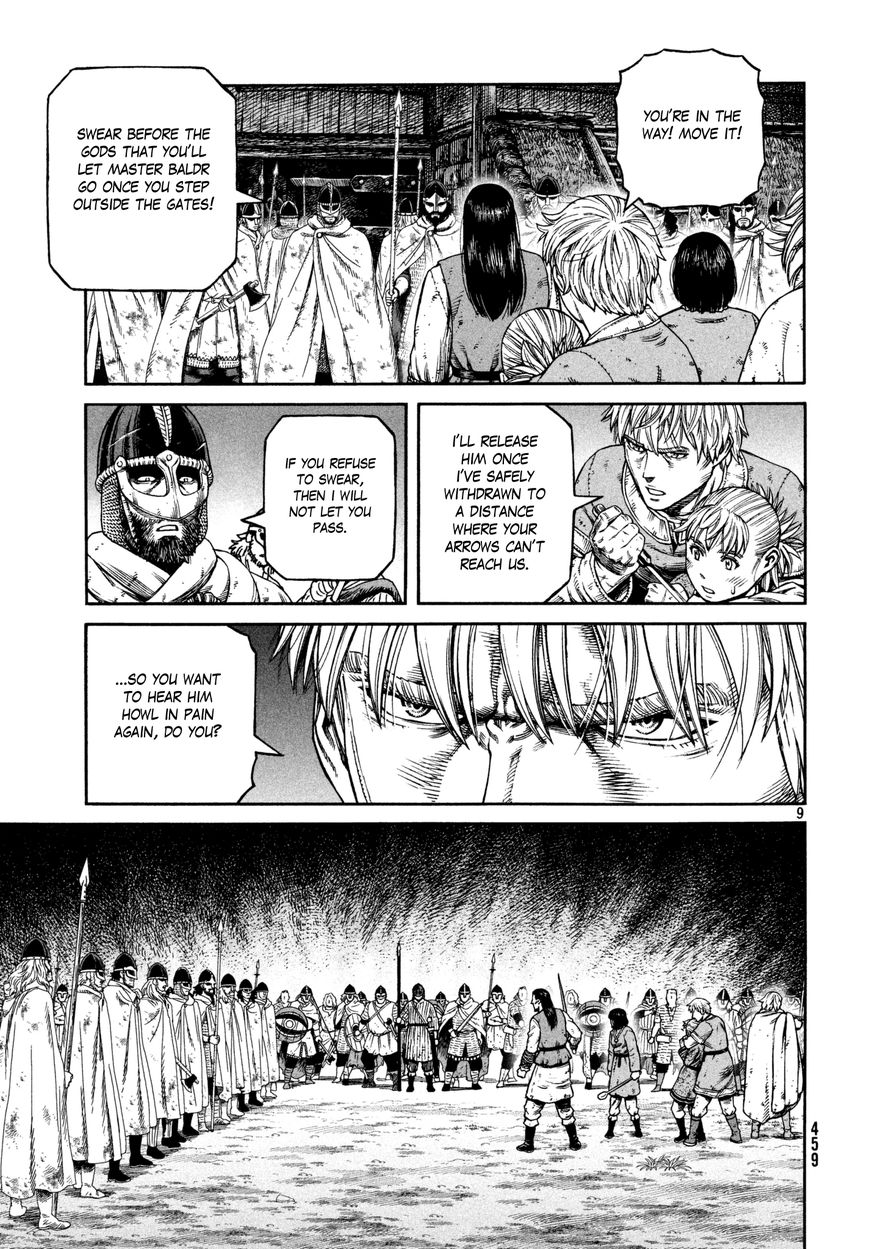 YOU'RE IN THE
WAY! MOVE IT!
SWEAR BEFORE THE
GODS THAT YOU'LL
LET MASTER BALDR
GO ONCE YOU STEP
OUTSIDE THE GATES!
I'LL RELEASE
HIM ONCE
I'VE SAFELY
WITHDRAWN TO
A DISTANCE
WHERE YOUR
ARROWS CAN'T
REACH US.
IF YOU REFUSE
TO SWEAR,
THEN I WILL
NOT LET YOU
PASS.
...SO YOU WANT
TO HEAR HIM
HOWL IN PAIN
AGAIN, DO YOU?
9
459